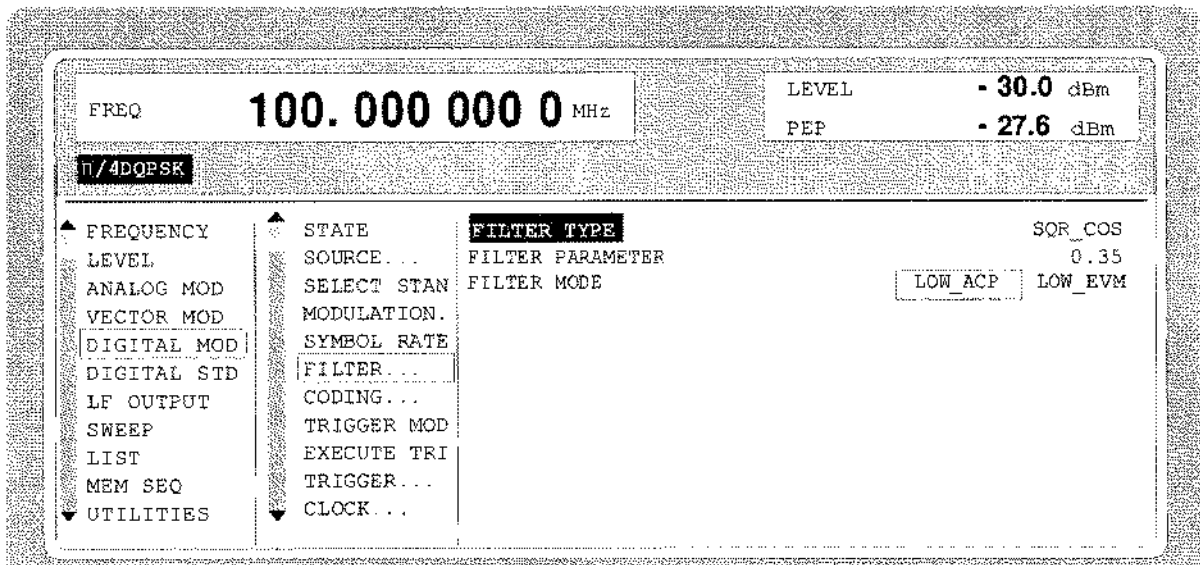 FREQ 100. 000 000 0 MHz
LEVEL - 30.0 dBm
PEP - 27.6 dBm
π/4DQPSK
FREQUENCY
LEVEL
ANALOG MOD
VECTOR MOD
DIGITAL MOD
DIGITAL STD
LF OUTPUT
SWEEP
LIST
MEM SEQ
UTILITIES
STATE
SOURCE...
SELECT STAN
MODULATION.
SYMBOL RATE
FILTER...
CODING...
TRIGGER MOD
EXECUTE TRI
TRIGGER...
CLOCK...
FILTER TYPE SQR_COS
FILTER PARAMETER 0.35
FILTER MODE LOW_ACP LOW_EVM